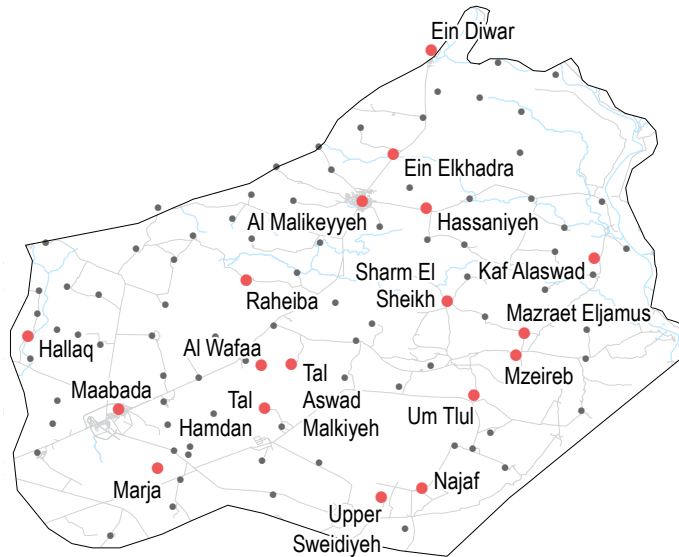 Ein Diwar
Ein Elkhadra
Al Malikeyyeh
Hassaniyeh
Sharm El
Sheikh
Kaf Alaswad
Raheiba
Mazraet Eljamus
Hallaq
Al Wafaa
Tal
Aswad
Malkiyeh
Mzeireb
Maabada
Tal
Hamdan
Um Tlul
Marja
Najaf
Upper
Sweidiyeh